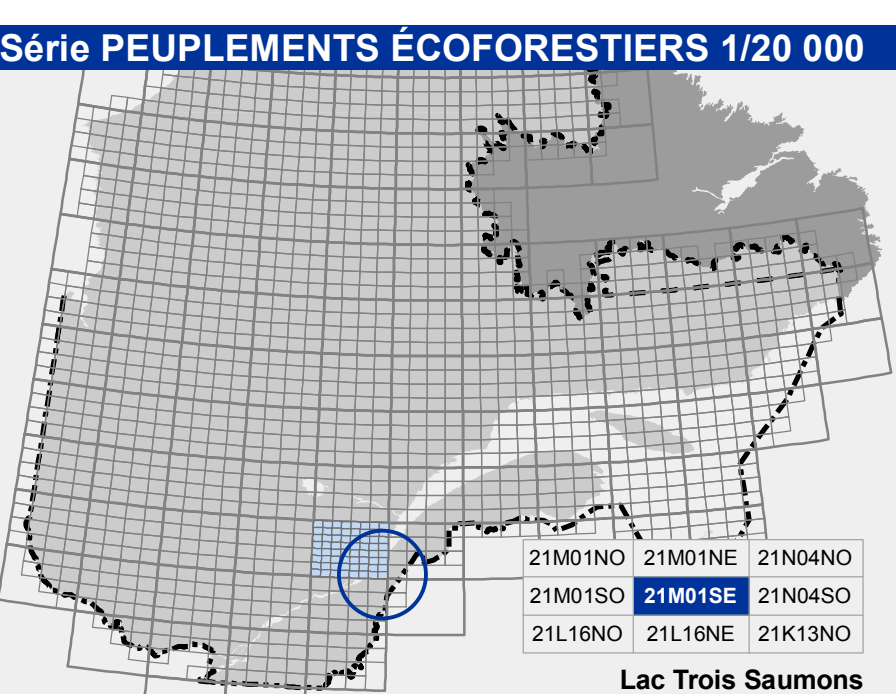 Série PEUPLEMENTS ÉCOFORESTIERS 1/20 000
21M01NO 21M01NE 21N04NO
21M01SO 21M01SE 21N04SO
21L16NO 21L16NE 21K13NO
Lac Trois Saumons